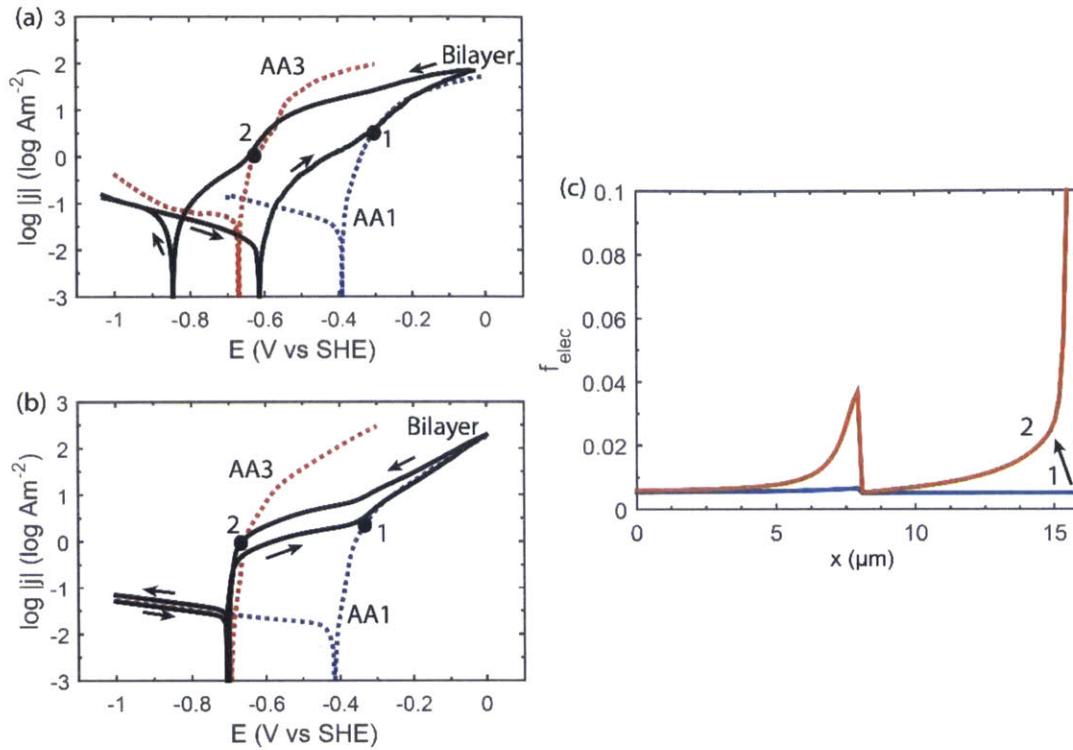 (a)
3
2
1
0
-1
-2
-3
log |j| (log Am⁻²)
AA3
Bilayer
2
1
AA1
-1 -0.8 -0.6 -0.4 -0.2 0
E (V vs SHE)
(b)
3
2
1
0
-1
-2
-3
log |j| (log Am⁻²)
AA3
Bilayer
2
1
AA1
-1 -0.8 -0.6 -0.4 -0.2 0
E (V vs SHE)
(c)
0.1
0.08
0.06
0.04
0.02
0
f_elec
2
1
0 5 10 15
x (μm)